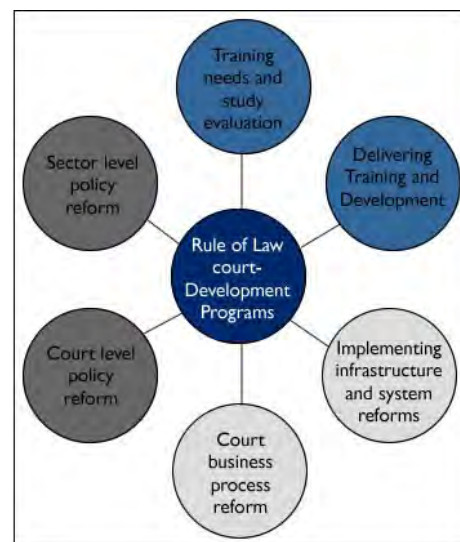 Training
needs and
study
evaluation
Sector level
policy
reform
Delivering
Training and
Development
Rule of Law
court-
Development
Programs
Court level
policy
reform
Implementing
infrastructure
and system
reforms
Court
business
process
reform